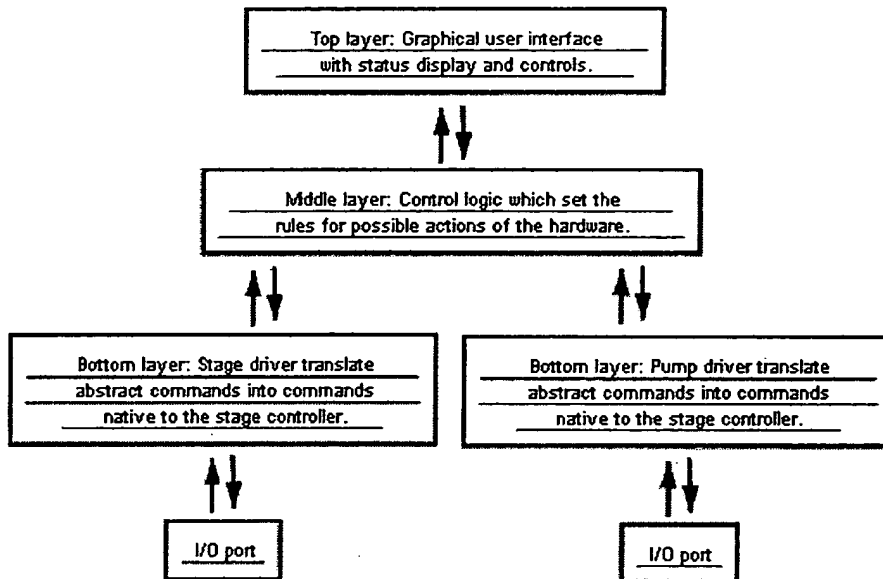 Top layer: Graphical user interface
with status display and controls.
Middle layer: Control logic which set the
rules for possible actions of the hardware.
Bottom layer: Stage driver translate
abstract commands into commands
native to the stage controller.
Bottom layer: Pump driver translate
abstract commands into commands
native to the stage controller.
I/O port
I/O port